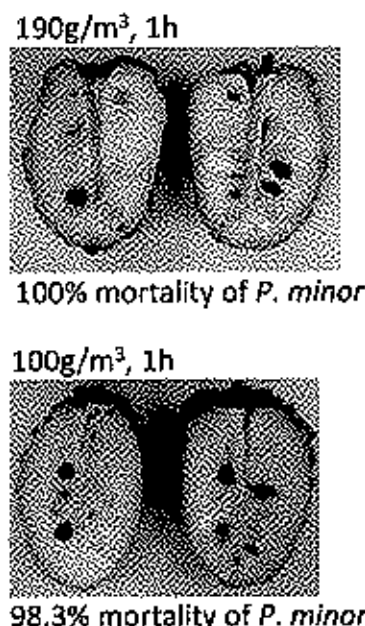 190g/m³, 1h
100% mortality of P. minor
100g/m³, 1h
98.3% mortality of P. minor